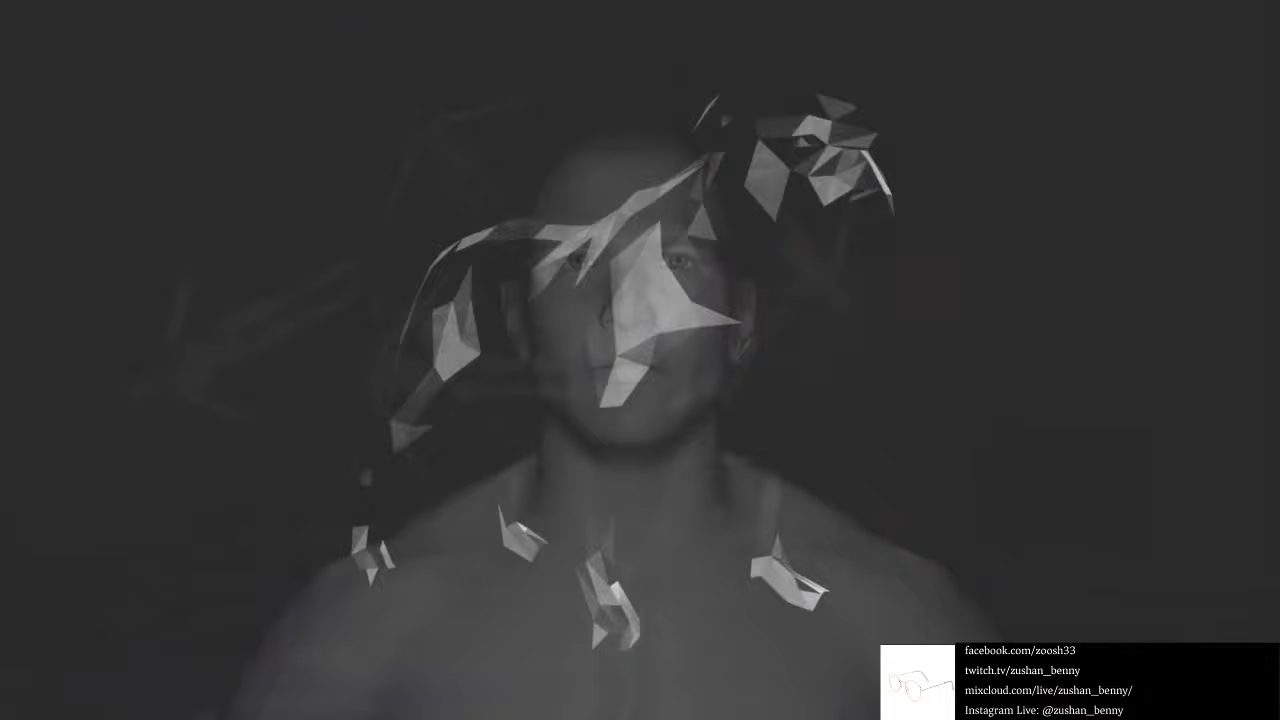 facebook.com/zoosh33
twitch.tv/zushan_benny
mixcloud.com/live/zushan_benny/
Instagram Live: @zushan_benny